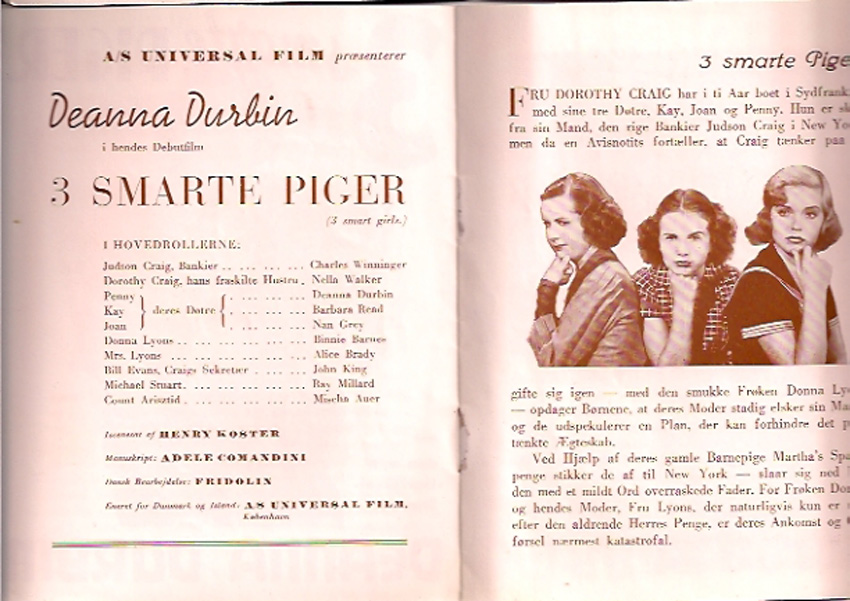 A/S UNIVERSAL FILM præsenterer
Deanna Durbin
i hendes Debutfilm
3 SMARTE PIGER
(3 smart girls.)
I HOVEDROLLERNE:
Judson Craig, Bankier .. ... ... ... Charles Winninger
Dorothy Craig, hans fraskilte Hustru . Nella Walker
Penny . ... ... ... Deanna Durbin
Kay } deres Døtre { . ... ... ... Barbara Read
Joan . ... ... ... Nan Grey
Donna Lyons .. ... ... ... ... Binnie Barnes
Mrs. Lyons ... ... ... ... ... Alice Brady
Bill Evans, Craigs Sekretær . ... ... John King
Michael Stuart. ... ... ... ... Ray Millard
Count Arisztid . ... ... ... ... Mischa Auer
Iscenesat af HENRY KOSTER
Manuskript: ADELE COMANDINI
Dansk Bearbejdelse: FRIDOLIN
Eneret for Danmark og Island: A/S UNIVERSAL FILM,
København
3 smarte Pige
FRU DOROTHY CRAIG har i ti Aar boet i Sydfrank
med sine tre Døtre, Kay, Joan og Penny. Hun er sk
fra sin Mand, den rige Bankier Judson Craig i New Yo
men da en Avisnotits fortæller, at Craig tænker paa
gifte sig igen — med den smukke Frøken Donna Ly
— opdager Børnene, at deres Moder stadig elsker sin Ma
og de udspekulerer en Plan, der kan forhindre det p
tænkte Ægteskab.
Ved Hjælp af deres gamle Barnepige Martha's Spa
penge stikker de af til New York — slaar sig ned
den med et mildt Ord overraskede Fader. For Frøken Do
og hendes Moder, Fru Lyons, der naturligvis kun er
efter den aldrende Herres Penge, er deres Ankomst og
førsel nærmest katastrofal.